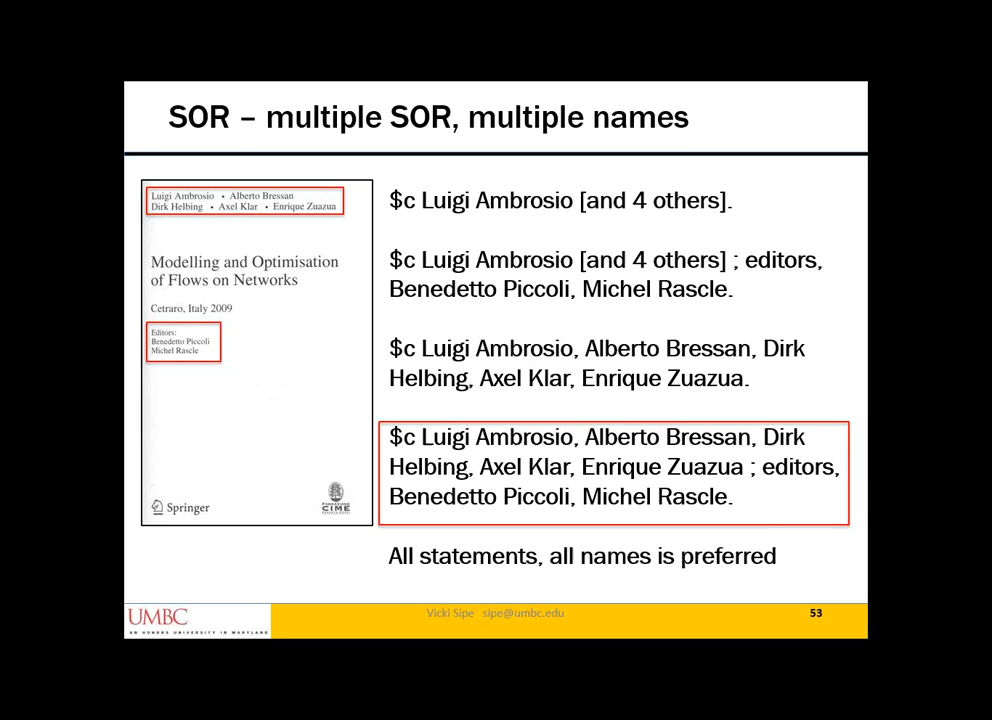 SOR – multiple SOR, multiple names
Luigi Ambrosio • Alberto Bressan
Dirk Helbing • Axel Klar • Enrique Zuazua
Modelling and Optimisation
of Flows on Networks
Cetraro, Italy 2009
Editors:
Benedetto Piccoli
Michel Rascle
Springer
CIME
$c Luigi Ambrosio [and 4 others].
$c Luigi Ambrosio [and 4 others] ; editors,
Benedetto Piccoli, Michel Rascle.
$c Luigi Ambrosio, Alberto Bressan, Dirk
Helbing, Axel Klar, Enrique Zuazua.
$c Luigi Ambrosio, Alberto Bressan, Dirk
Helbing, Axel Klar, Enrique Zuazua ; editors,
Benedetto Piccoli, Michel Rascle.
All statements, all names is preferred
UMBC
AN HONORS UNIVERSITY IN MARYLAND
Vicki Sipe sipe@umbc.edu
53